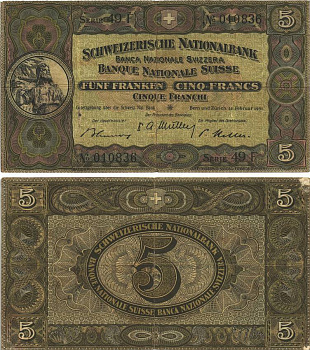 5 SERIE 49 F No 010836 5
SCHWEIZERISCHE NATIONALBANK
BANCA NAZIONALE SVIZZERA
BANQUE NATIONALE SUISSE
FÜNF FRANKEN CINQ FRANCS
CINQUE FRANCHI
No 010836 SERIE 49 F
5 5
SCHWEIZERISCHE NATIONALBANK
5
BANQUE NATIONALE SUISSE BANCA NAZIONALE SVIZZERA
5 5